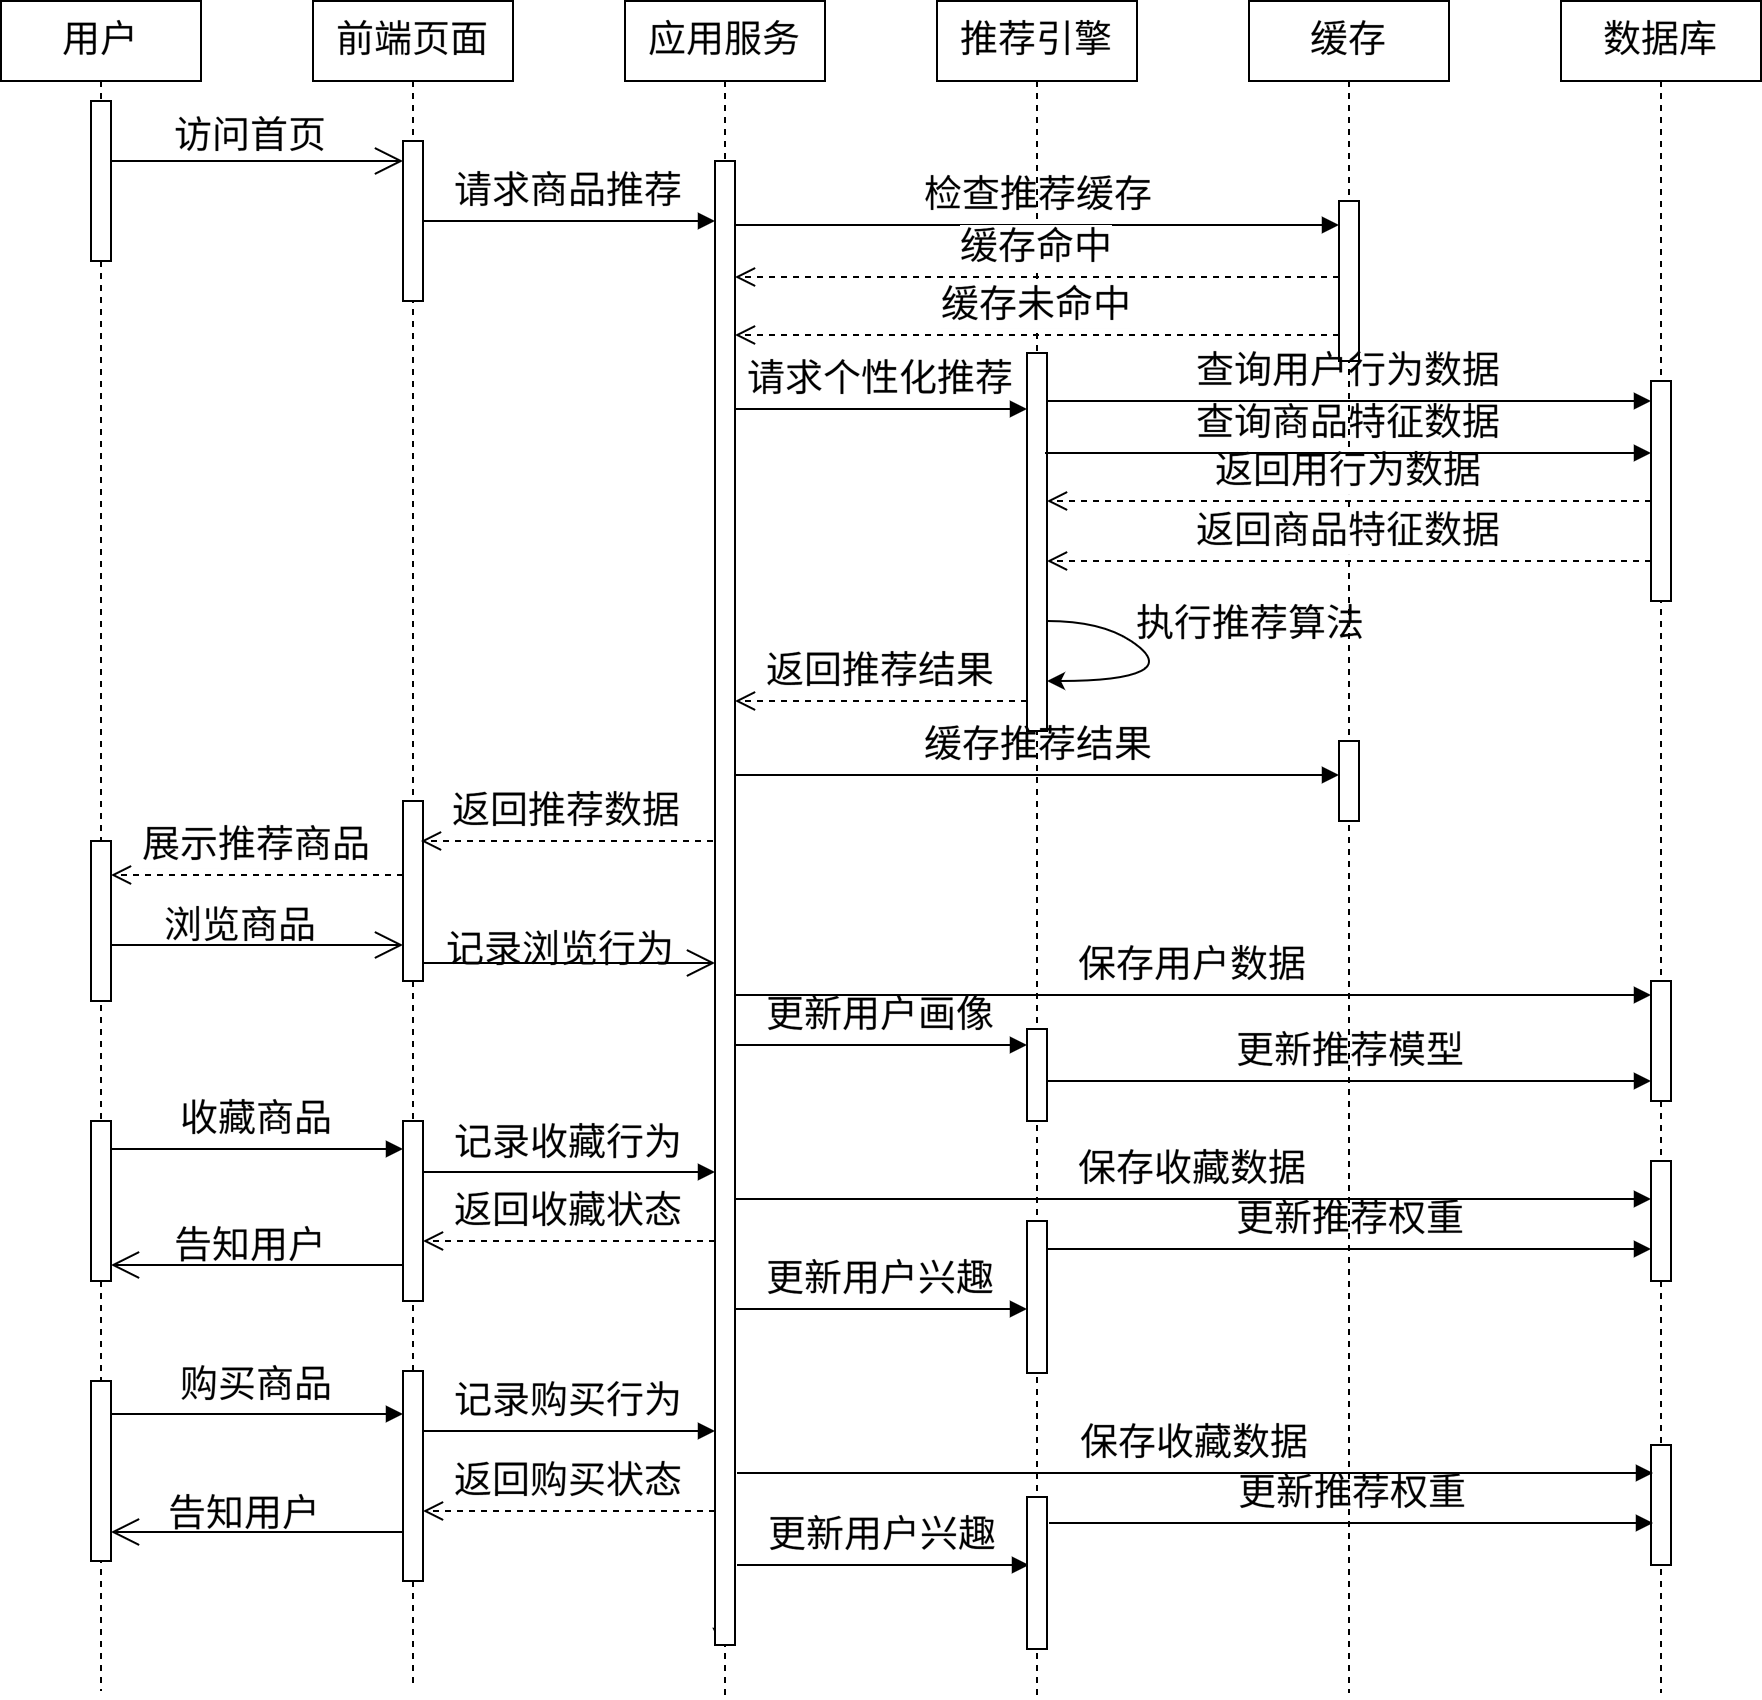 用户
前端页面
应用服务
推荐引擎
缓存
数据库
访问首页
请求商品推荐
检查推荐缓存
缓存命中
缓存未命中
请求个性化推荐
查询用户行为数据
查询商品特征数据
返回用行为数据
返回商品特征数据
执行推荐算法
返回推荐结果
缓存推荐结果
返回推荐数据
展示推荐商品
浏览商品
记录浏览行为
保存用户数据
更新用户画像
更新推荐模型
收藏商品
记录收藏行为
保存收藏数据
返回收藏状态
更新推荐权重
告知用户
更新用户兴趣
购买商品
记录购买行为
保存收藏数据
返回购买状态
更新推荐权重
告知用户
更新用户兴趣